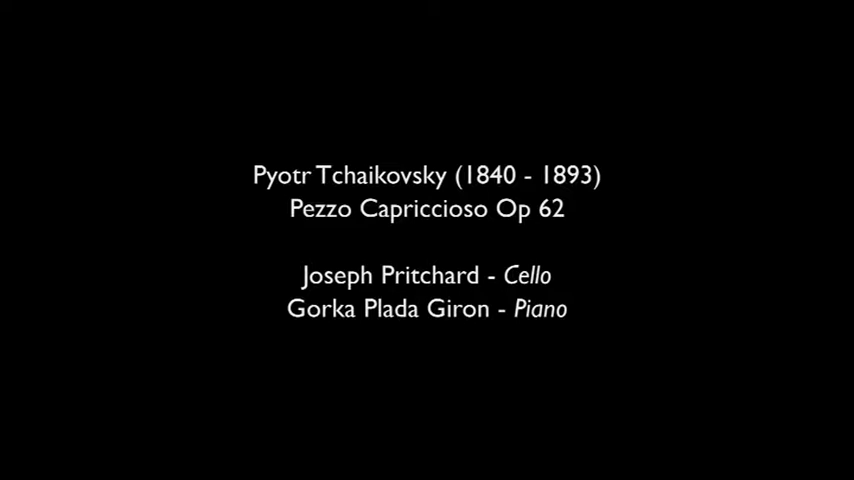 Pyotr Tchaikovsky (1840 - 1893)
Pezzo Capriccioso Op 62
Joseph Pritchard - Cello
Gorka Plada Giron - Piano